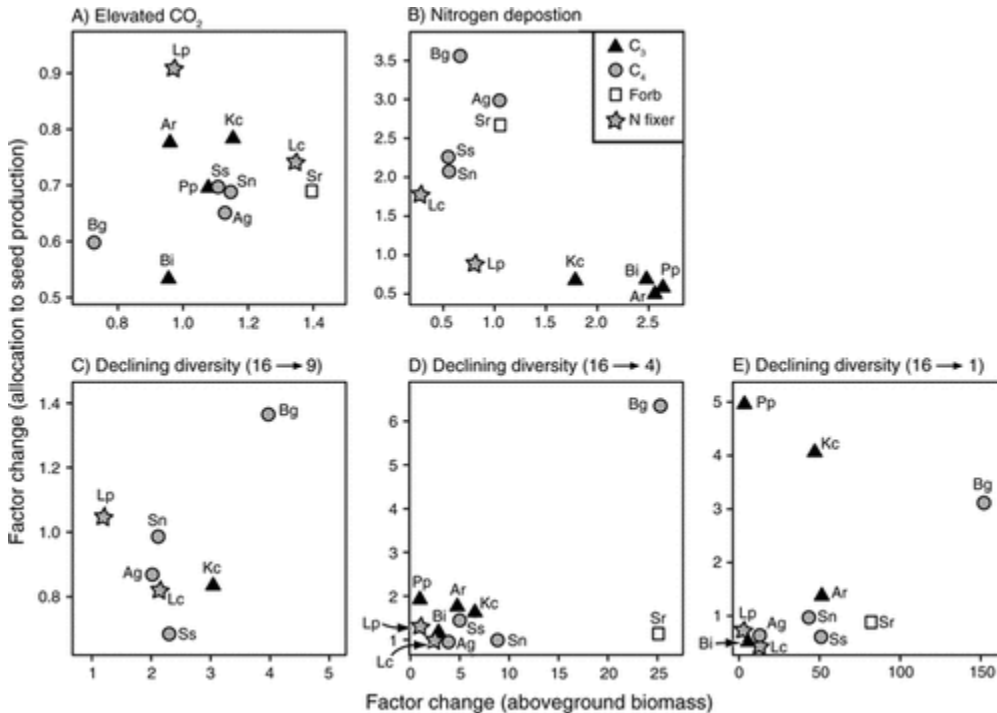 A) Elevated CO2
B) Nitrogen depostion
Lp
Ar
Kc
Lc
Pp
Ss
Sn
Sr
Ag
Bg
Bi
0.9
0.8
0.7
0.6
0.5
0.8
1.0
1.2
1.4
Bg
Ag
Sr
Ss
Sn
Lc
Lp
Kc
Bi
Pp
Ar
3.5
3.0
2.5
2.0
1.5
1.0
0.5
0.5
1.0
1.5
2.0
2.5
C3
C4
Forb
N fixer
Factor change (allocation to seed production)
C) Declining diversity (16 → 9)
Bg
Lp
Sn
Ag
Lc
Kc
Ss
1.4
1.2
1.0
0.8
1
2
3
4
5
D) Declining diversity (16 → 4)
Bg
Pp
Ar
Kc
Lp
Bi
Ss
Sr
Lc
Ag
Sn
6
5
4
3
2
1
0
5
10
15
20
25
E) Declining diversity (16 → 1)
Pp
Kc
Bg
Ar
Lp
Ag
Sn
Sr
Bi
Lc
Ss
5
4
3
2
1
0
50
100
150
Factor change (aboveground biomass)